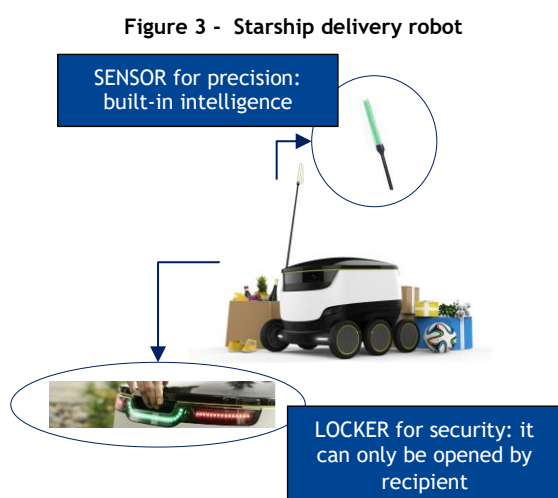 Figure 3 - Starship delivery robot
SENSOR for precision:
built-in intelligence
LOCKER for security: it
can only be opened by
recipient